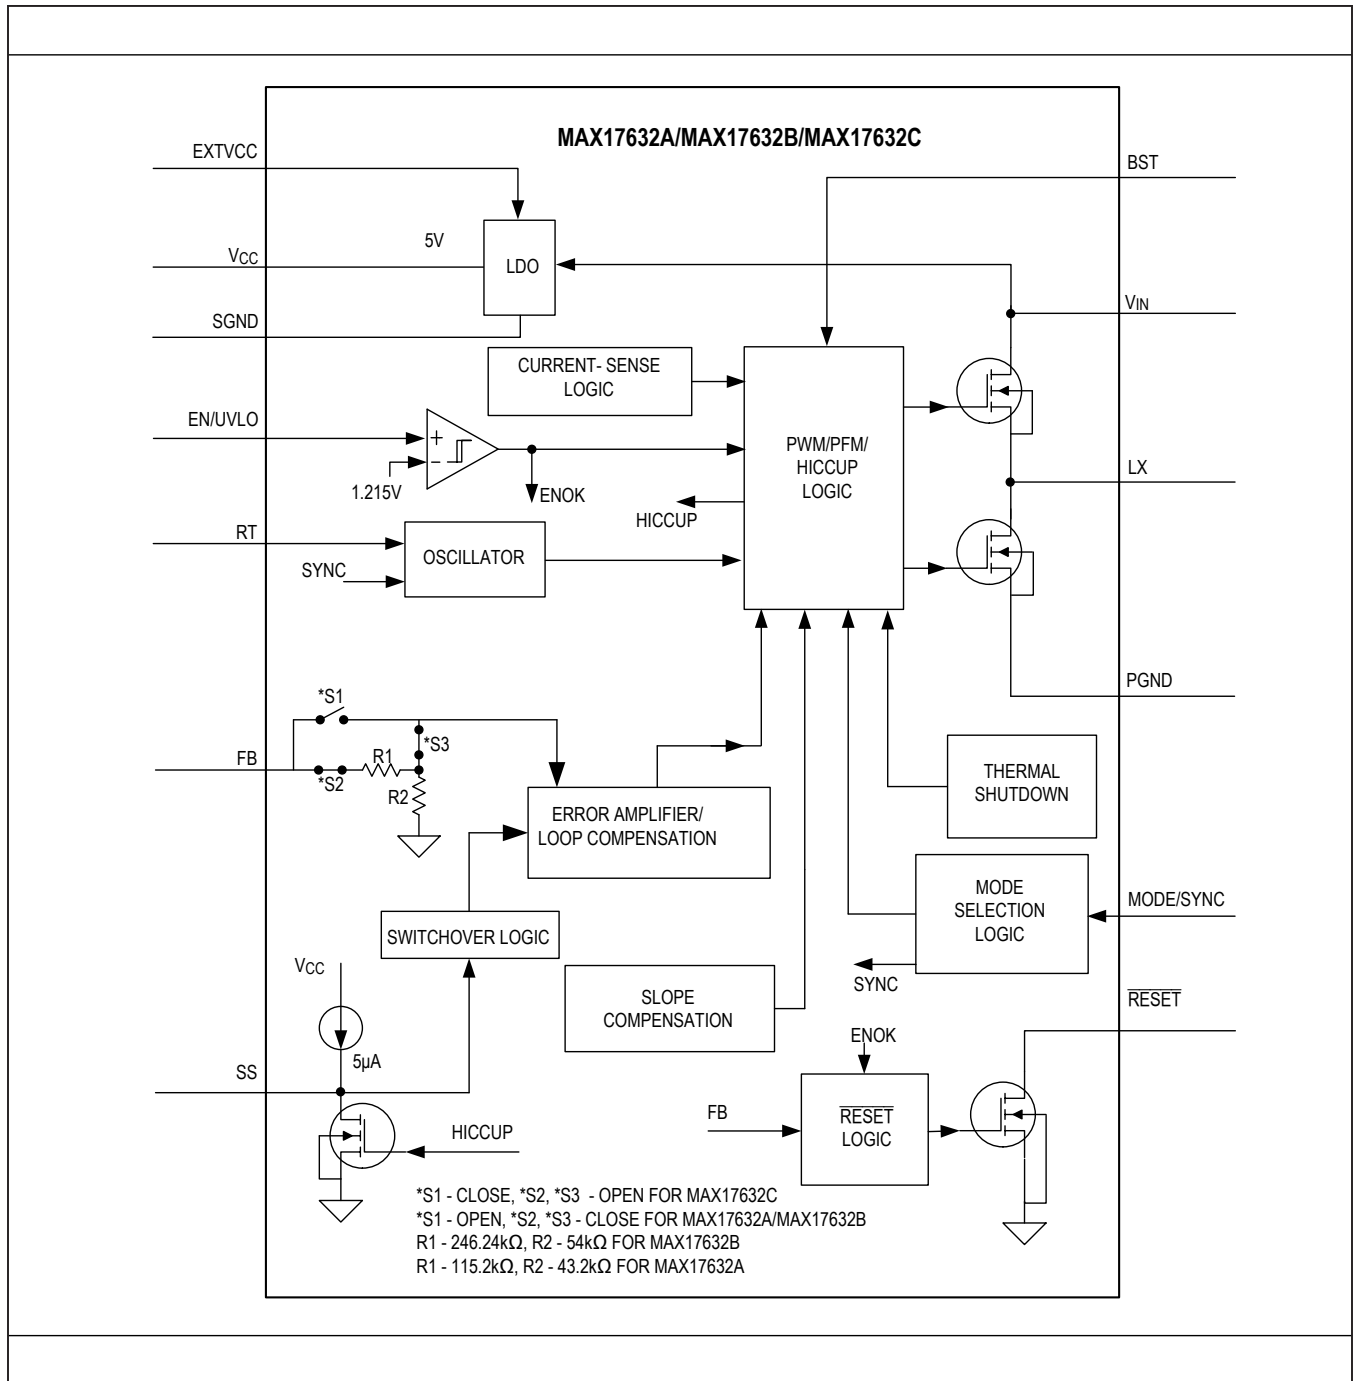 MAX17632A/MAX17632B/MAX17632C
EXTVCC
BST
5V
VCC
LDO
VIN
SGND
CURRENT- SENSE
LOGIC
EN/UVLO
+
-
1.215V
ENOK
PWM/PFM/
HICCUP
LOGIC
LX
HICCUP
RT
OSCILLATOR
SYNC
PGND
*S1
*S3
FB
R1
*S2
R2
THERMAL
SHUTDOWN
ERROR AMPLIFIER/
LOOP COMPENSATION
MODE
SELECTION
LOGIC
MODE/SYNC
SWITCHOVER LOGIC
VCC
SYNC
SLOPE
COMPENSATION
RESET
5µA
ENOK
SS
FB
RESET
LOGIC
HICCUP
*S1 - CLOSE, *S2, *S3 - OPEN FOR MAX17632C
*S1 - OPEN, *S2, *S3 - CLOSE FOR MAX17632A/MAX17632B
R1 - 246.24kΩ, R2 - 54kΩ FOR MAX17632B
R1 - 115.2kΩ, R2 - 43.2kΩ FOR MAX17632A